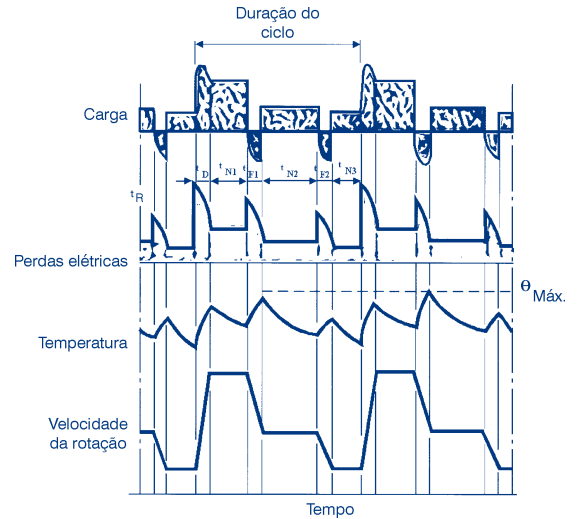 Duração do
ciclo
Carga
t D t N1 t F1 t N2 t F2 t N3
t R
Perdas elétricas
θ Máx.
Temperatura
Velocidade
da rotação
Tempo